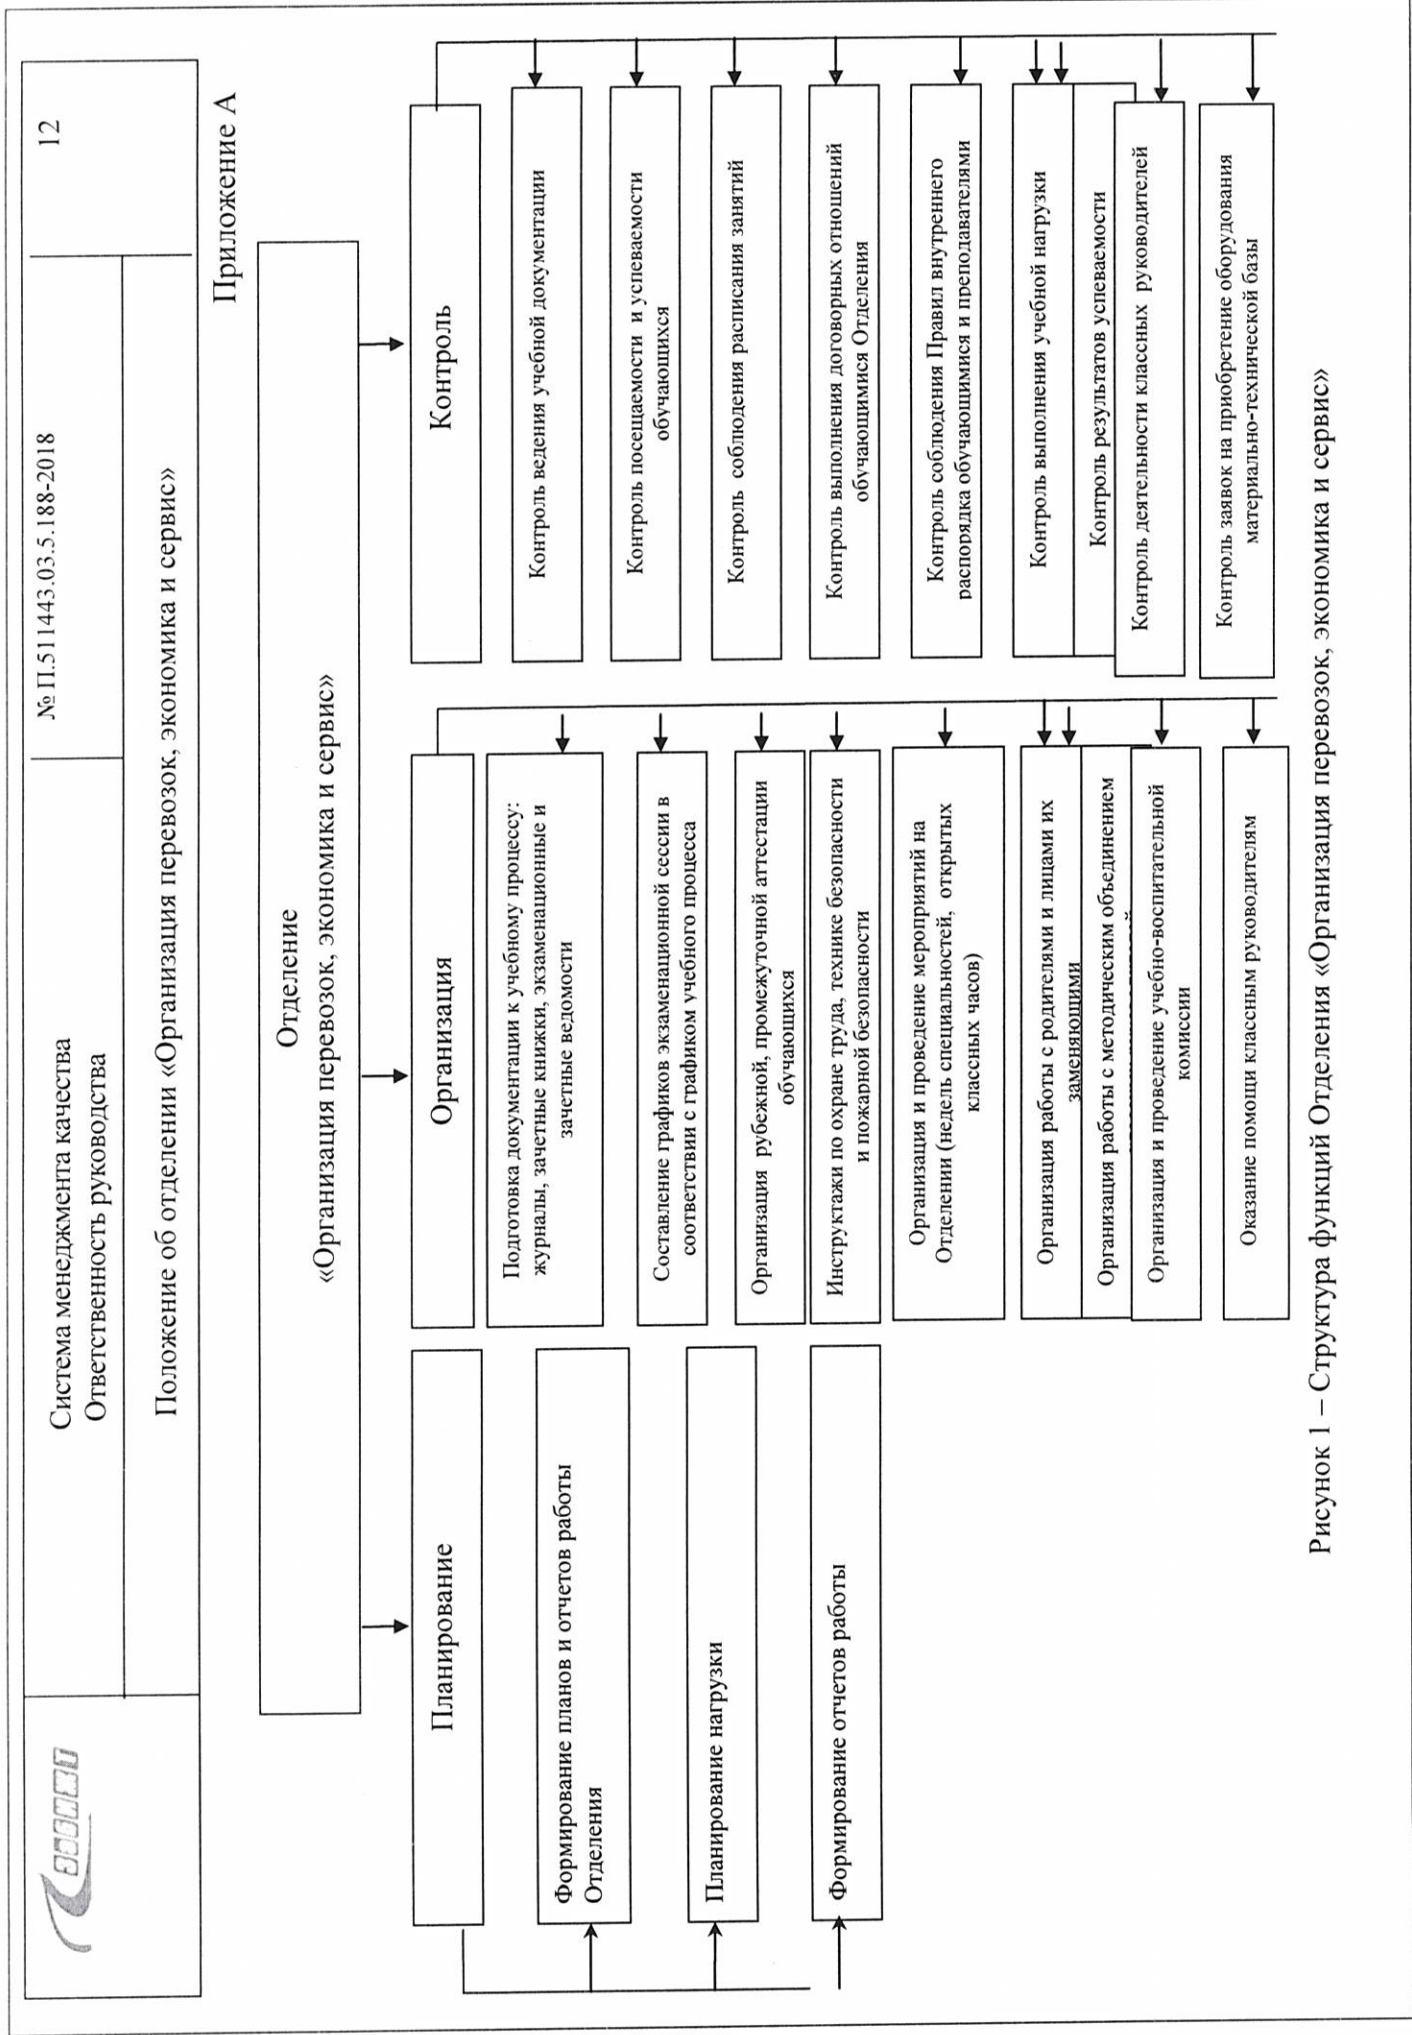 Система менеджмента качества
Ответственность руководства
№ П.511443.03.5.188-2018
12
Положение об отделении «Организация перевозок, экономика и сервис»
Приложение А
Отделение
«Организация перевозок, экономика и сервис»
Планирование
Формирование планов и отчетов работы
Отделения
Планирование нагрузки
Формирование отчетов работы
Организация
Подготовка документации к учебному процессу:
журналы, зачетные книжки, экзаменационные и
зачетные ведомости
Составление графиков экзаменационной сессии в
соответствии с графиком учебного процесса
Организация рубежной, промежуточной аттестации
обучающихся
Инструктажи по охране труда, технике безопасности
и пожарной безопасности
Организация и проведение мероприятий на
Отделении (недель специальностей, открытых
классных часов)
Организация работы с родителями и лицами их
заменяющими
Организация работы с методическим объединением
Организация и проведение учебно-воспитательной
комиссии
Оказание помощи классным руководителям
Контроль
Контроль ведения учебной документации
Контроль посещаемости и успеваемости
обучающихся
Контроль соблюдения расписания занятий
Контроль выполнения договорных отношений
обучающимися Отделения
Контроль соблюдения Правил внутреннего
распорядка обучающимися и преподавателями
Контроль выполнения учебной нагрузки
Контроль результатов успеваемости
Контроль деятельности классных руководителей
Контроль заявок на приобретение оборудования
материально-технической базы
Рисунок 1 – Структура функций Отделения «Организация перевозок, экономика и сервис»